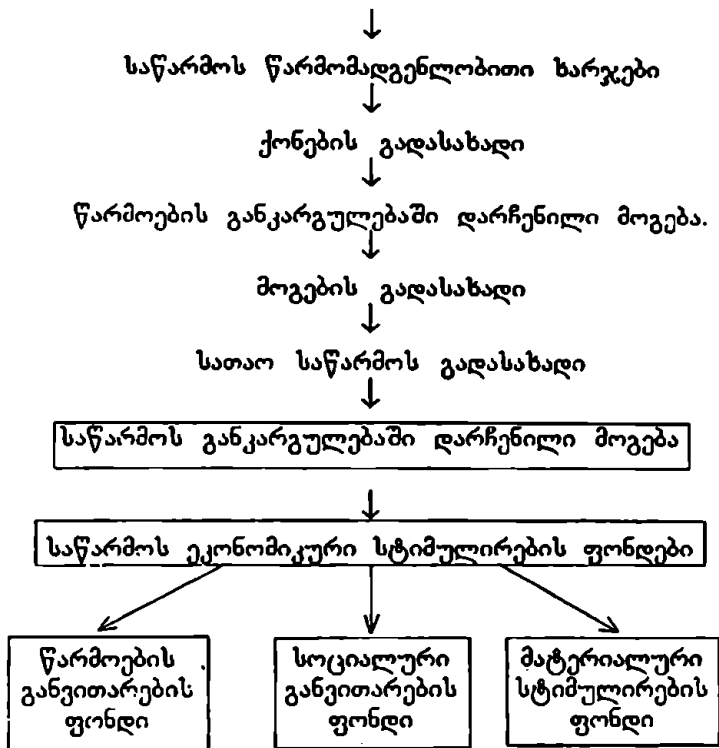 საწარმოს წარმომადგენლობითი ხარჯები
ქონების გადასახადი
წარმოების განკარგულებაში დარჩენილი მოგება.
მოგების გადასახადი
სათაო საწარმოს გადასახადი
საწარმოს განკარგულებაში დარჩენილი მოგება
საწარმოს ეკონომიკური სტიმულირების ფონდები
წარმოების
განვითარების
ფონდი
სოციალური
განვითარების
ფონდი
მატერიალური
სტიმულირების
ფონდი